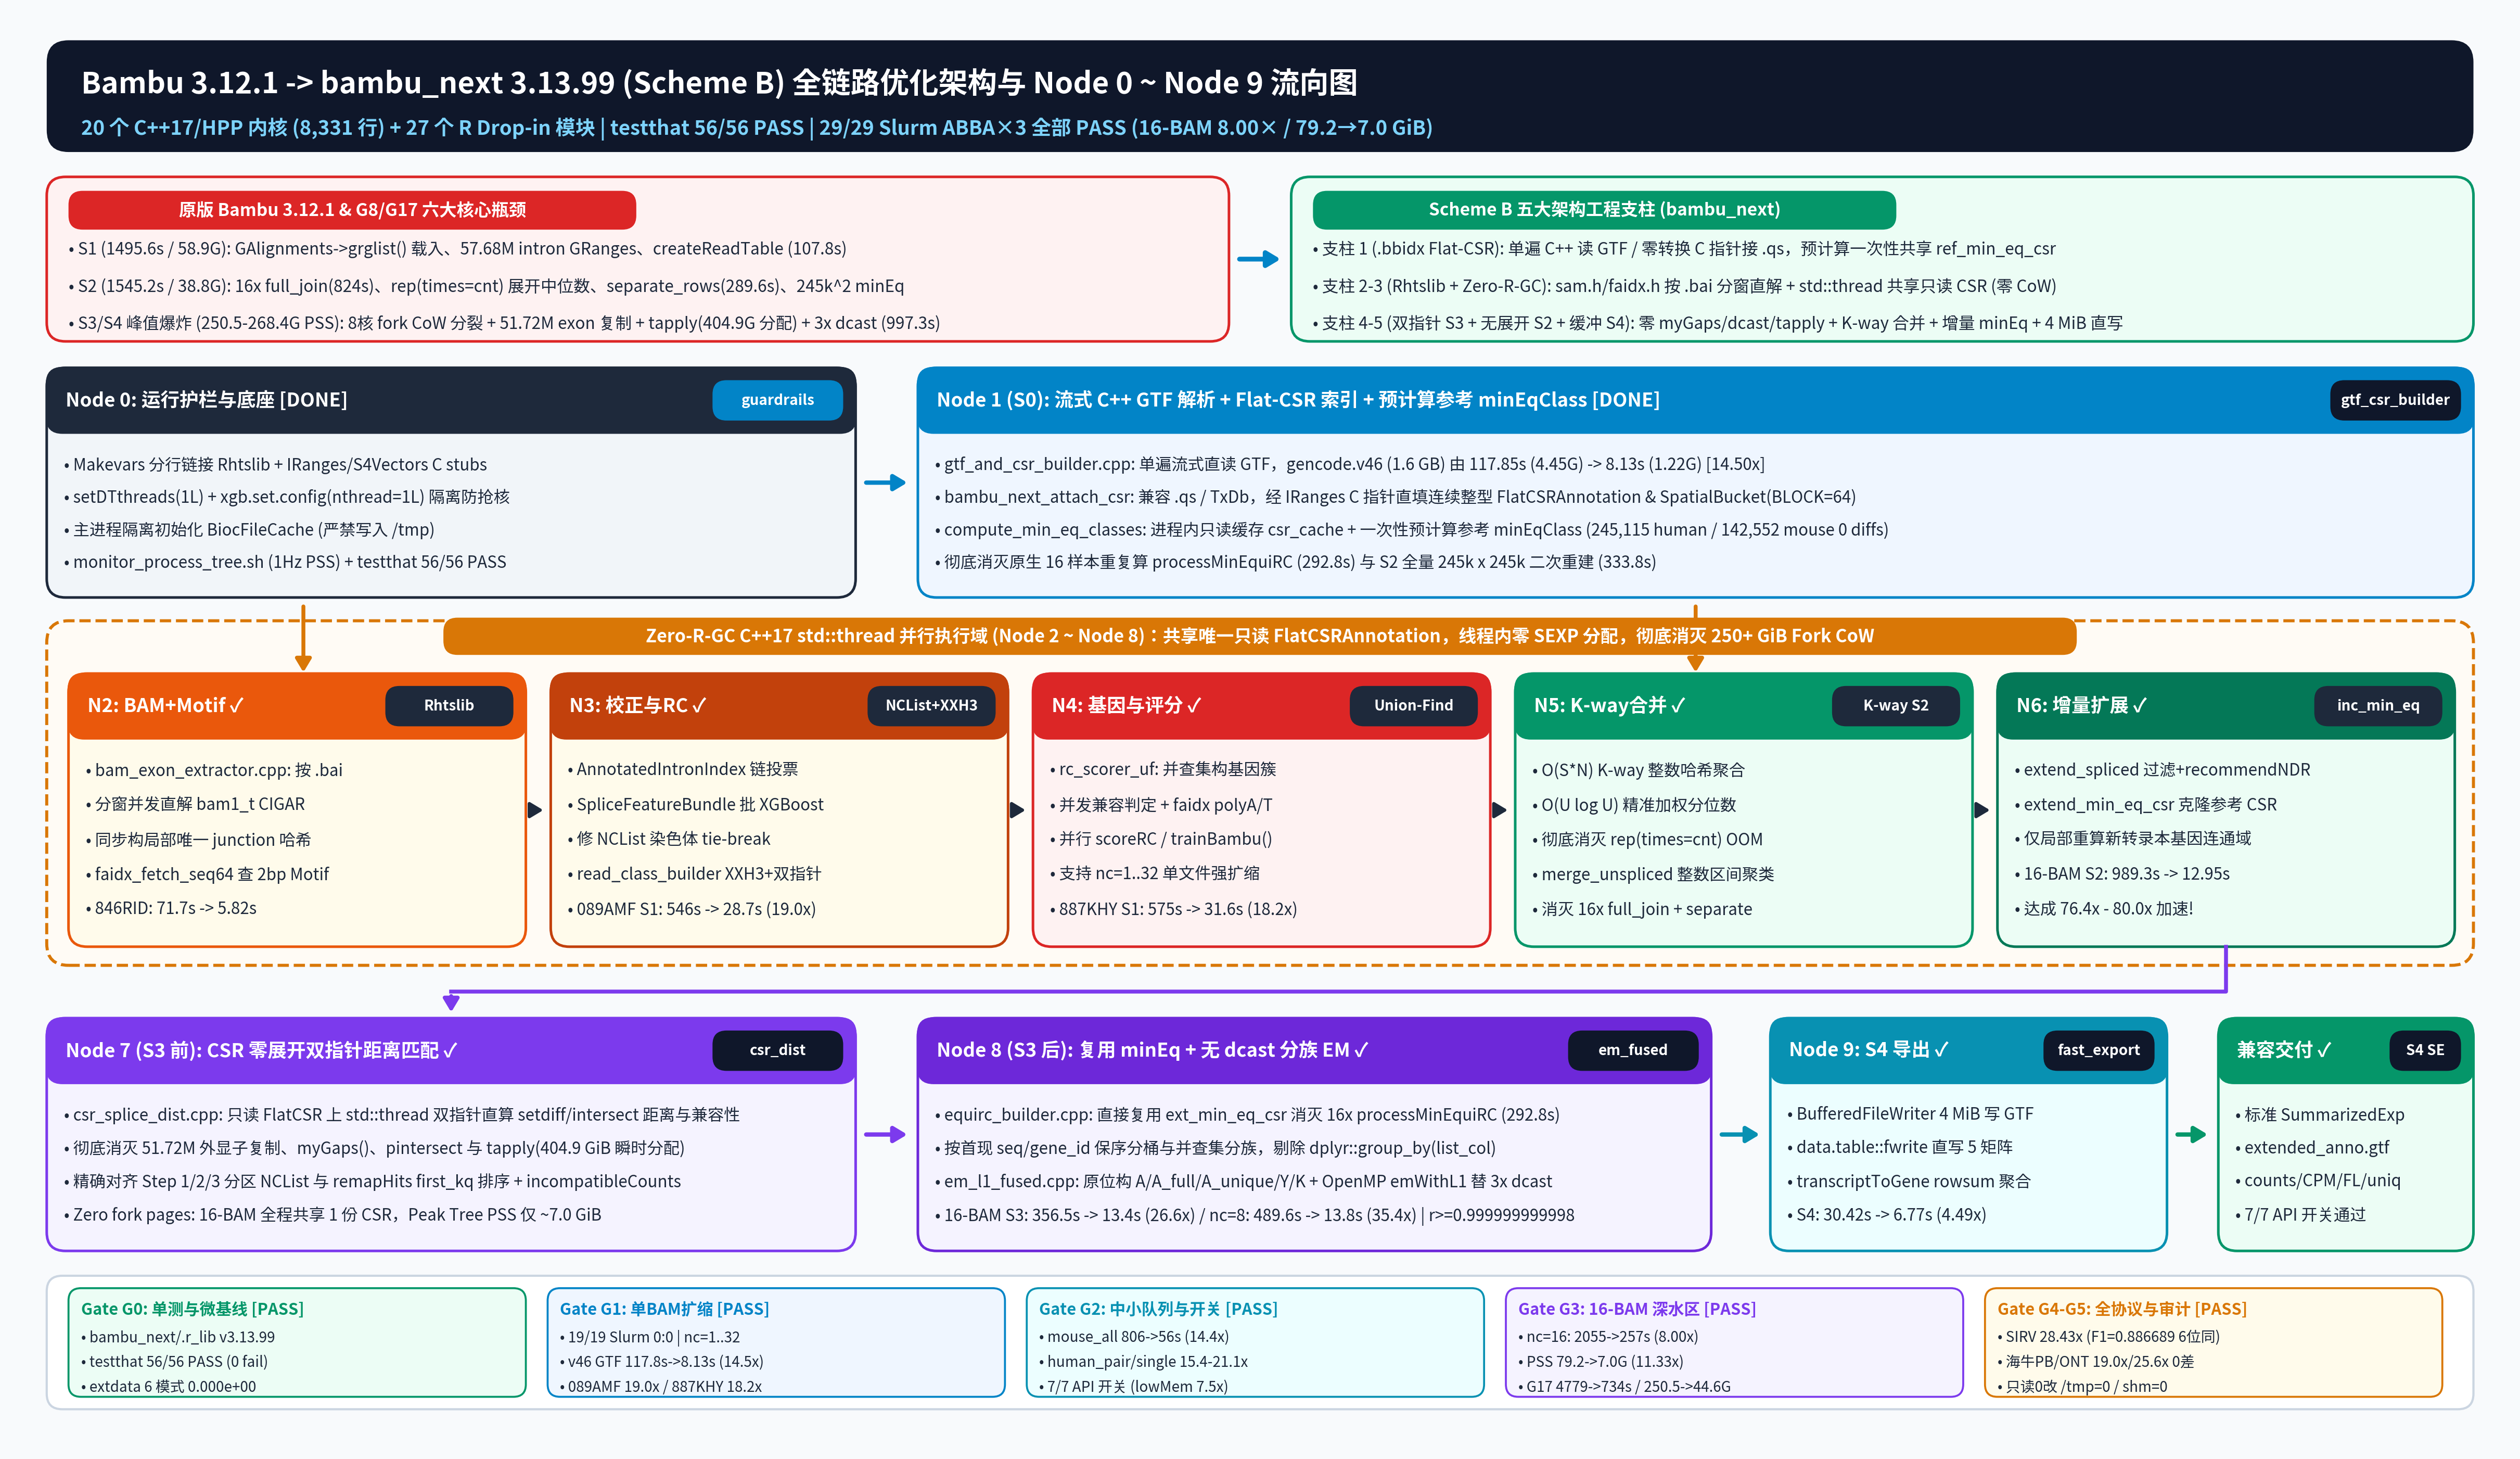 Bambu 3.12.1 -> bambu_next 3.13.99 (Scheme B) 全链路优化架构与 Node 0 ~ Node 9 流向图
20 个 C++17/HPP 内核 (8,331 行) + 27 个 R Drop-in 模块 | testthat 56/56 PASS | 29/29 Slurm ABBA×3 全部 PASS (16-BAM 8.00× / 79.2→7.0 GiB)
原版 Bambu 3.12.1 & G8/G17 六大核心瓶颈
• S1 (1495.6s / 58.9G): GAlignments->grglist() 载入、57.68M intron GRanges、createReadTable (107.8s)
• S2 (1545.2s / 38.8G): 16x full_join(824s)、rep(times=cnt) 展开中位数、separate_rows(289.6s)、245k^2 minEq
• S3/S4 峰值爆炸 (250.5-268.4G PSS): 8核 fork CoW 分裂 + 51.72M exon 复制 + tapply(404.9G 分配) + 3x dcast (997.3s)
Scheme B 五大架构工程支柱 (bambu_next)
• 支柱 1 (.bbidx Flat-CSR): 单遍 C++ 读 GTF / 零转换 C 指针接 .qs，预计算一次性共享 ref_min_eq_csr
• 支柱 2-3 (Rhtslib + Zero-R-GC): sam.h/faidx.h 按 .bai 分窗直解 + std::thread 共享只读 CSR (零 CoW)
• 支柱 4-5 (双指针 S3 + 无展开 S2 + 缓冲 S4): 零 myGaps/dcast/tapply + K-way 合并 + 增量 minEq + 4 MiB 直写
Node 0: 运行护栏与底座 [DONE]
guardrails
• Makevars 分行链接 Rhtslib + IRanges/S4Vectors C stubs
• setDTthreads(1L) + xgb.set.config(nthread=1L) 隔离防抢核
• 主进程隔离初始化 BiocFileCache (严禁写入 /tmp)
• monitor_process_tree.sh (1Hz PSS) + testthat 56/56 PASS
Node 1 (S0): 流式 C++ GTF 解析 + Flat-CSR 索引 + 预计算参考 minEqClass [DONE]
gtf_csr_builder
• gtf_and_csr_builder.cpp: 单遍流式直读 GTF，gencode.v46 (1.6 GB) 由 117.85s (4.45G) -> 8.13s (1.22G) [14.50x]
• bambu_next_attach_csr: 兼容 .qs / TxDb，经 IRanges C 指针直填连续整型 FlatCSRAnnotation & SpatialBucket(BLOCK=64)
• compute_min_eq_classes: 进程内只读缓存 csr_cache + 一次性预计算参考 minEqClass (245,115 human / 142,552 mouse 0 diffs)
• 彻底消灭原生 16 样本重复算 processMinEquiRC (292.8s) 与 S2 全量 245k x 245k 二次重建 (333.8s)
Zero-R-GC C++17 std::thread 并行执行域 (Node 2 ~ Node 8)：共享唯一只读 FlatCSRAnnotation，线程内零 SEXP 分配，彻底消灭 250+ GiB Fork CoW
N2: BAM+Motif ✓
Rhtslib
• bam_exon_extractor.cpp: 按 .bai
• 分窗并发直解 bam1_t CIGAR
• 同步构局部唯一 junction 哈希
• faidx_fetch_seq64 查 2bp Motif
• 846RID: 71.7s -> 5.82s
N3: 校正与RC ✓
NCList+XXH3
• AnnotatedIntronIndex 链投票
• SpliceFeatureBundle 批 XGBoost
• 修 NCList 染色体 tie-break
• read_class_builder XXH3+双指针
• 089AMF S1: 546s -> 28.7s (19.0x)
N4: 基因与评分 ✓
Union-Find
• rc_scorer_uf: 并查集构基因簇
• 并发兼容判定 + faidx polyA/T
• 并行 scoreRC / trainBambu()
• 支持 nc=1..32 单文件强扩缩
• 887KHY S1: 575s -> 31.6s (18.2x)
N5: K-way合并 ✓
K-way S2
• O(S*N) K-way 整数哈希聚合
• O(U log U) 精准加权分位数
• 彻底消灭 rep(times=cnt) OOM
• merge_unspliced 整数区间聚类
• 消灭 16x full_join + separate
N6: 增量扩展 ✓
inc_min_eq
• extend_spliced 过滤+recommendNDR
• extend_min_eq_csr 克隆参考 CSR
• 仅局部重算新转录本基因连通域
• 16-BAM S2: 989.3s -> 12.95s
• 达成 76.4x - 80.0x 加速!
Node 7 (S3 前): CSR 零展开双指针距离匹配 ✓
csr_dist
• csr_splice_dist.cpp: 只读 FlatCSR 上 std::thread 双指针直算 setdiff/intersect 距离与兼容性
• 彻底消灭 51.72M 外显子复制、myGaps()、pintersect 与 tapply(404.9 GiB 瞬时分配)
• 精确对齐 Step 1/2/3 分区 NCList 与 remapHits first_kq 排序 + incompatibleCounts
• Zero fork pages: 16-BAM 全程共享 1 份 CSR，Peak Tree PSS 仅 ~7.0 GiB
Node 8 (S3 后): 复用 minEq + 无 dcast 分族 EM ✓
em_fused
• equirc_builder.cpp: 直接复用 ext_min_eq_csr 消灭 16x processMinEquiRC (292.8s)
• 按首现 seq/gene_id 保序分桶与并查集分族，剔除 dplyr::group_by(list_col)
• em_l1_fused.cpp: 原位构 A/A_full/A_unique/Y/K + OpenMP emWithL1 替 3x dcast
• 16-BAM S3: 356.5s -> 13.4s (26.6x) / nc=8: 489.6s -> 13.8s (35.4x) | r>=0.999999999998
Node 9: S4 导出 ✓
fast_export
• BufferedFileWriter 4 MiB 写 GTF
• data.table::fwrite 直写 5 矩阵
• transcriptToGene rowsum 聚合
• S4: 30.42s -> 6.77s (4.49x)
兼容交付 ✓
S4 SE
• 标准 SummarizedExp
• extended_anno.gtf
• counts/CPM/FL/uniq
• 7/7 API 开关通过
Gate G0: 单测与微基线 [PASS]
• bambu_next/.r_lib v3.13.99
• testthat 56/56 PASS (0 fail)
• extdata 6 模式 0.000e+00
Gate G1: 单BAM扩缩 [PASS]
• 19/19 Slurm 0:0 | nc=1..32
• v46 GTF 117.8s->8.13s (14.5x)
• 089AMF 19.0x / 887KHY 18.2x
Gate G2: 中小队列与开关 [PASS]
• mouse_all 806->56s (14.4x)
• human_pair/single 15.4-21.1x
• 7/7 API 开关 (lowMem 7.5x)
Gate G3: 16-BAM 深水区 [PASS]
• nc=16: 2055->257s (8.00x)
• PSS 79.2->7.0G (11.33x)
• G17 4779->734s / 250.5->44.6G
Gate G4-G5: 全协议与审计 [PASS]
• SIRV 28.43x (F1=0.886689 6位同)
• 海牛PB/ONT 19.0x/25.6x 0差
• 只读0改 /tmp=0 / shm=0